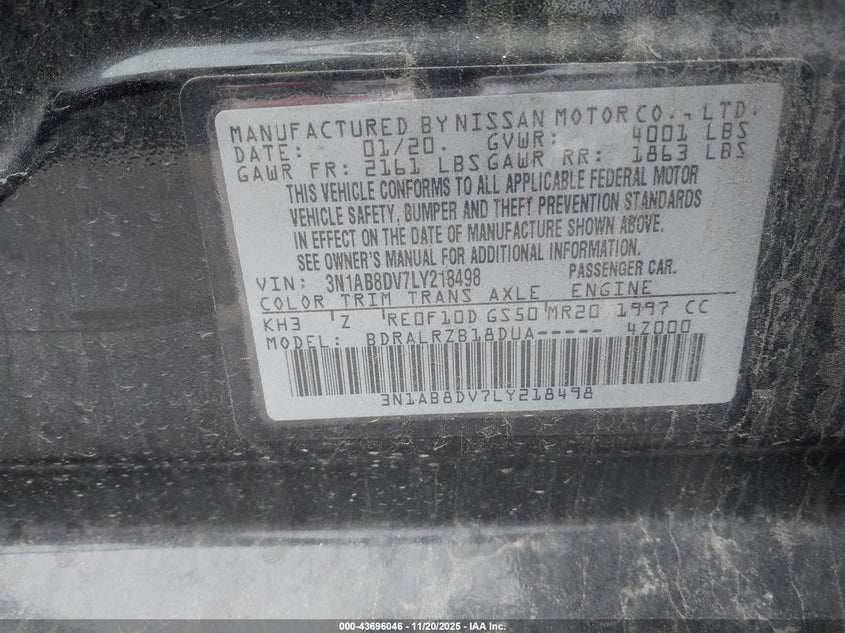 MANUFACTURED BY NISSAN MOTOR CO., LTD.
DATE: 01/20. GVWR: 4001 LBS
GAWR FR: 2161 LBS GAWR RR: 1863 LBS
THIS VEHICLE CONFORMS TO ALL APPLICABLE FEDERAL MOTOR
VEHICLE SAFETY, BUMPER AND THEFT PREVENTION STANDARDS
IN EFFECT ON THE DATE OF MANUFACTURE SHOWN ABOVE.
SEE OWNER'S MANUAL FOR ADDITIONAL INFORMATION.
VIN: 3N1AB8DV7LY218498 PASSENGER CAR.
COLOR TRIM TRANS AXLE ENGINE
KH3 Z RE0F10D GS50 MR20 1997 CC
MODEL: BDRALRZB18DUA----- 4Z000
3N1AB8DV7LY218498
000-43696046 - 11/20/2025 - IAA Inc.